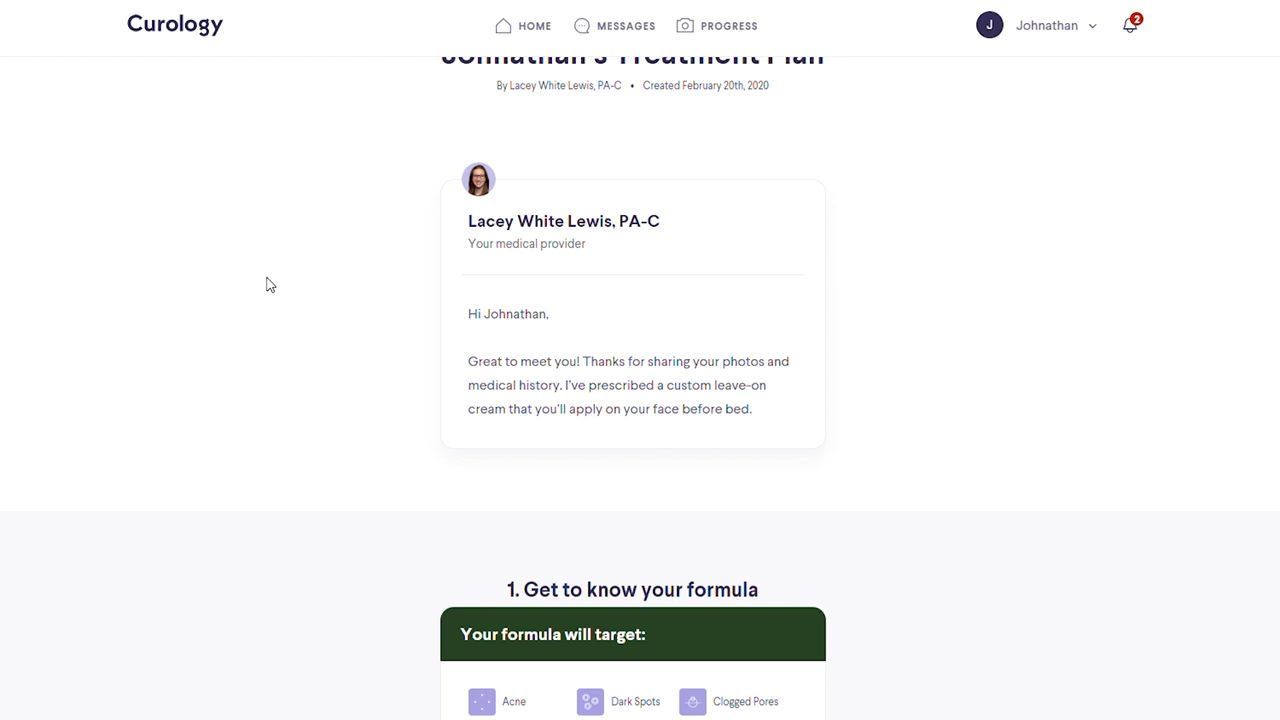 Curology
HOME
MESSAGES
PROGRESS
J
Johnathan
2
Johnathan's Treatment Plan
By Lacey White Lewis, PA-C • Created February 20th, 2020
Lacey White Lewis, PA-C
Your medical provider
Hi Johnathan,
Great to meet you! Thanks for sharing your photos and
medical history. I've prescribed a custom leave-on
cream that you'll apply on your face before bed.
1. Get to know your formula
Your formula will target:
Acne
Dark Spots
Clogged Pores